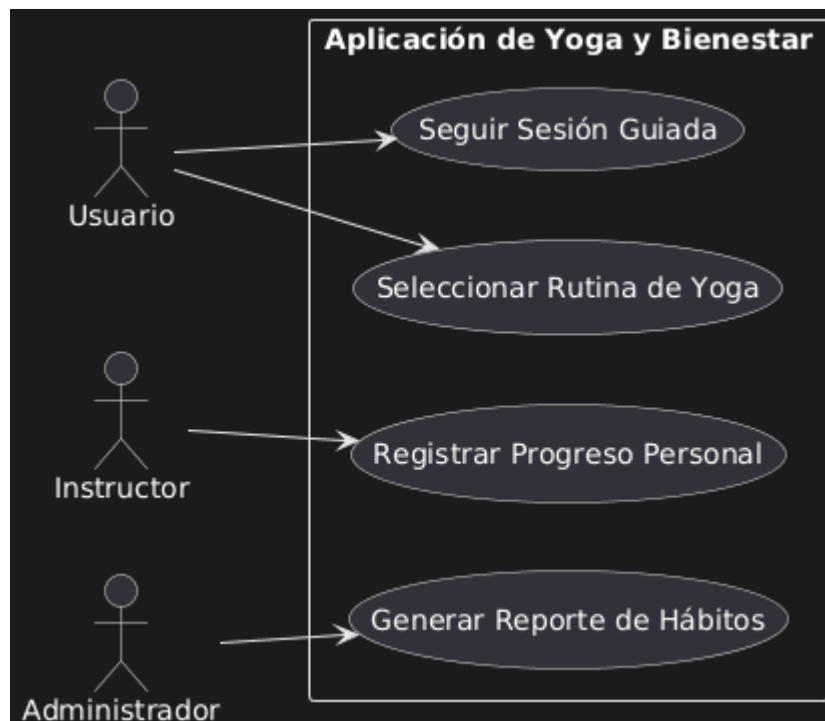 Aplicación de Yoga y Bienestar
Seguir Sesión Guiada
Usuario
Seleccionar Rutina de Yoga
Registrar Progreso Personal
Instructor
Generar Reporte de Hábitos
Administrador